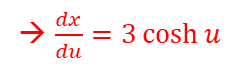 → dx/du = 3 cosh u